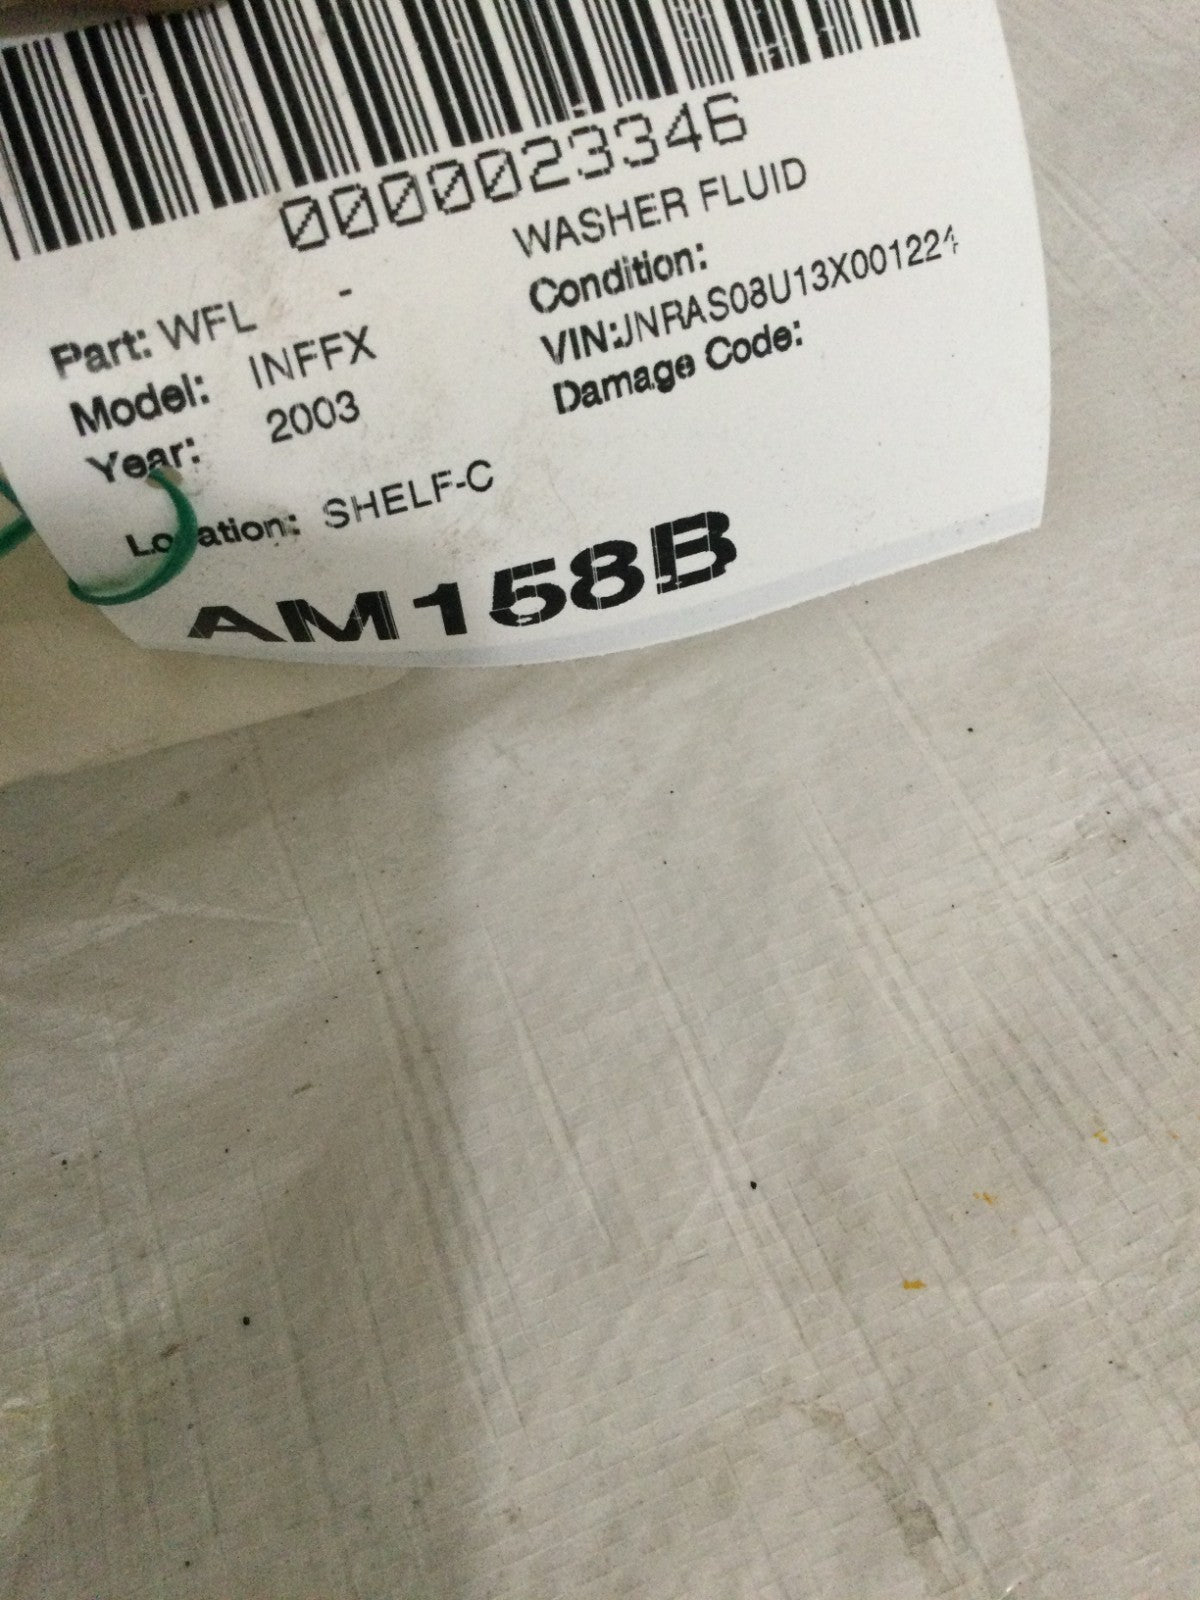 0000023346
Part: WFL - WASHER FLUID
Model: INFFX Condition:
Year: 2003 VIN:JNRAS08U13X001224
Damage Code:
Location: SHELF-C
AM158B